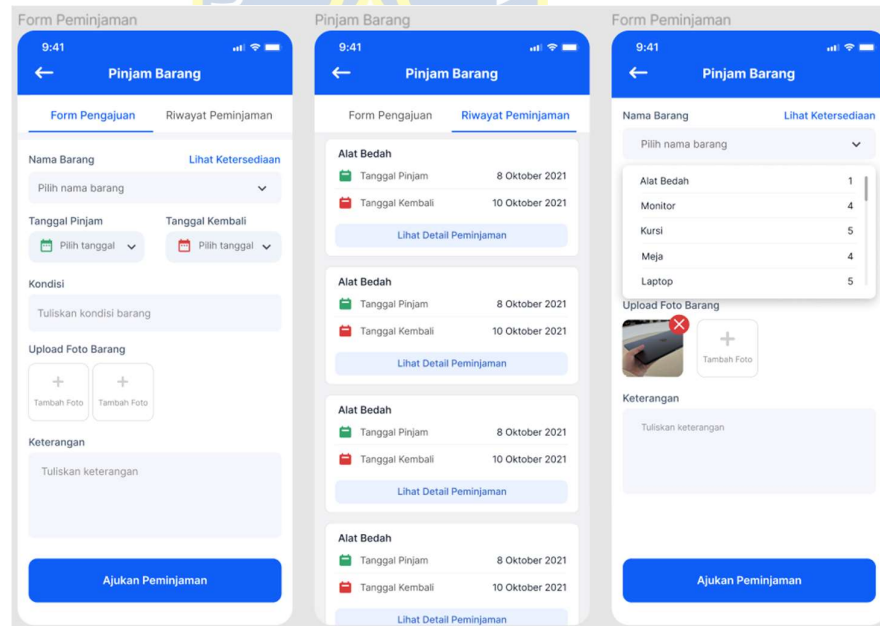 Form Peminjaman
9:41
Pinjam Barang
Form Pengajuan
Riwayat Peminjaman
Nama Barang
Lihat Ketersediaan
Pilih nama barang
Tanggal Pinjam
Tanggal Kembali
Pilih tanggal
Pilih tanggal
Kondisi
Tuliskan kondisi barang
Upload Foto Barang
Tambah Foto
Tambah Foto
Keterangan
Tuliskan keterangan
Ajukan Peminjaman
Pinjam Barang
9:41
Pinjam Barang
Form Pengajuan
Riwayat Peminjaman
Alat Bedah
Tanggal Pinjam 8 Oktober 2021
Tanggal Kembali 10 Oktober 2021
Lihat Detail Peminjaman
Alat Bedah
Tanggal Pinjam 8 Oktober 2021
Tanggal Kembali 10 Oktober 2021
Lihat Detail Peminjaman
Alat Bedah
Tanggal Pinjam 8 Oktober 2021
Tanggal Kembali 10 Oktober 2021
Lihat Detail Peminjaman
Alat Bedah
Tanggal Pinjam 8 Oktober 2021
Tanggal Kembali 10 Oktober 2021
Lihat Detail Peminjaman
Form Peminjaman
9:41
Pinjam Barang
Nama Barang
Lihat Ketersediaan
Pilih nama barang
Alat Bedah 1
Monitor 4
Kursi 5
Meja 4
Laptop 5
Upload Foto Barang
Tambah Foto
Keterangan
Tuliskan keterangan
Ajukan Peminjaman